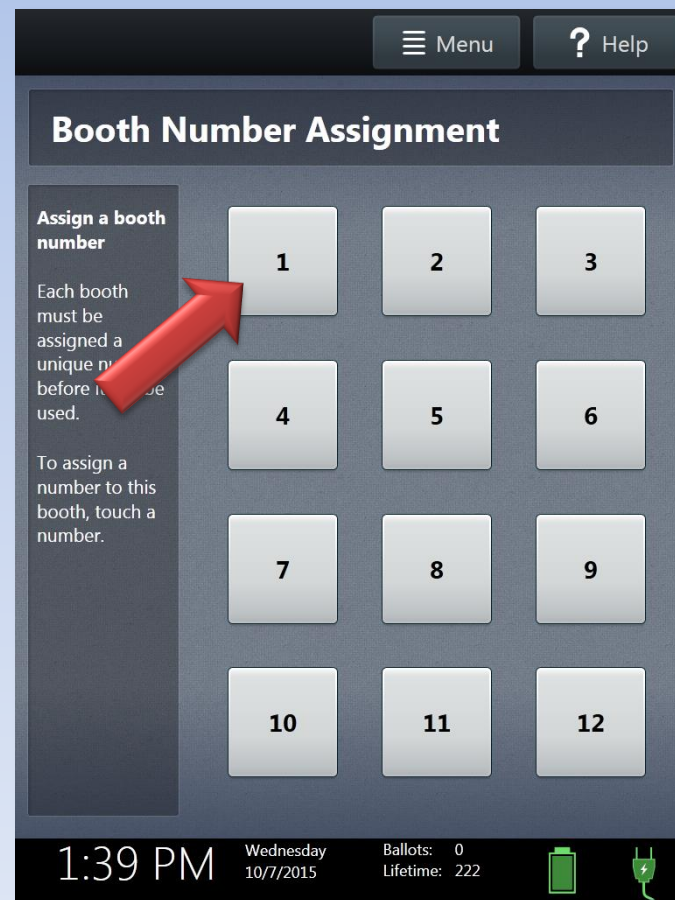 Menu
? Help
Booth Number Assignment
Assign a booth
number
Each booth
must be
assigned a
unique
before
used.
To assign a
number to this
booth, touch a
number.
1
2
3
4
5
6
7
8
9
10
11
12
1:39 PM
Wednesday
10/7/2015
Ballots: 0
Lifetime: 222